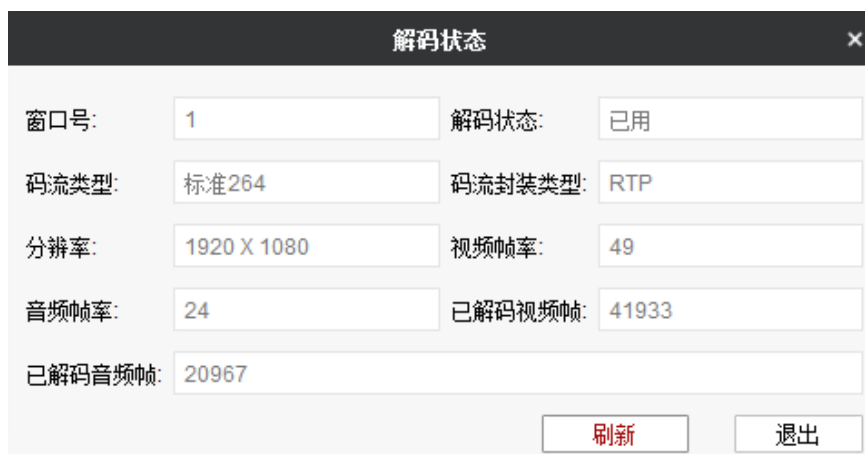 解码状态 ×
窗口号: 1 解码状态: 已用
码流类型: 标准264 码流封装类型: RTP
分辨率: 1920 X 1080 视频帧率: 49
音频帧率: 24 已解码视频帧: 41933
已解码音频帧: 20967
刷新 退出